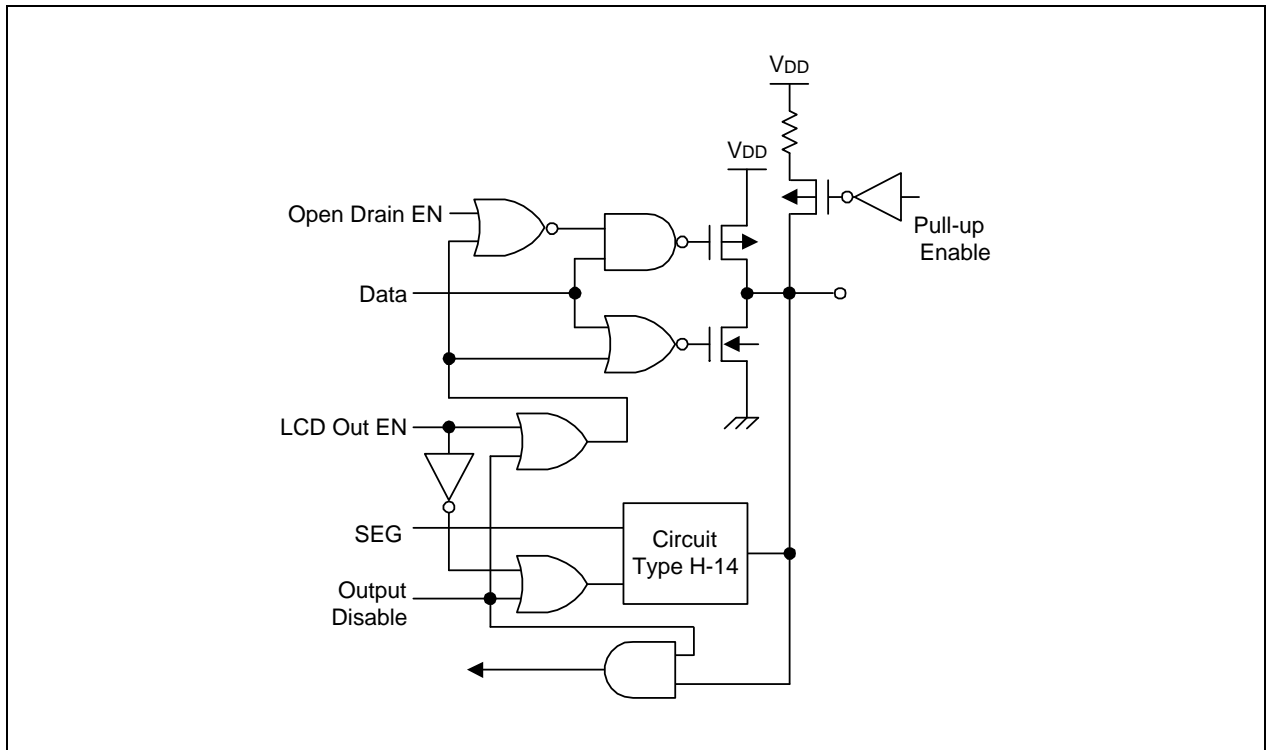 VDD
VDD
Open Drain EN
Pull-up
Enable
Data
LCD Out EN
SEG
Circuit
Type H-14
Output
Disable